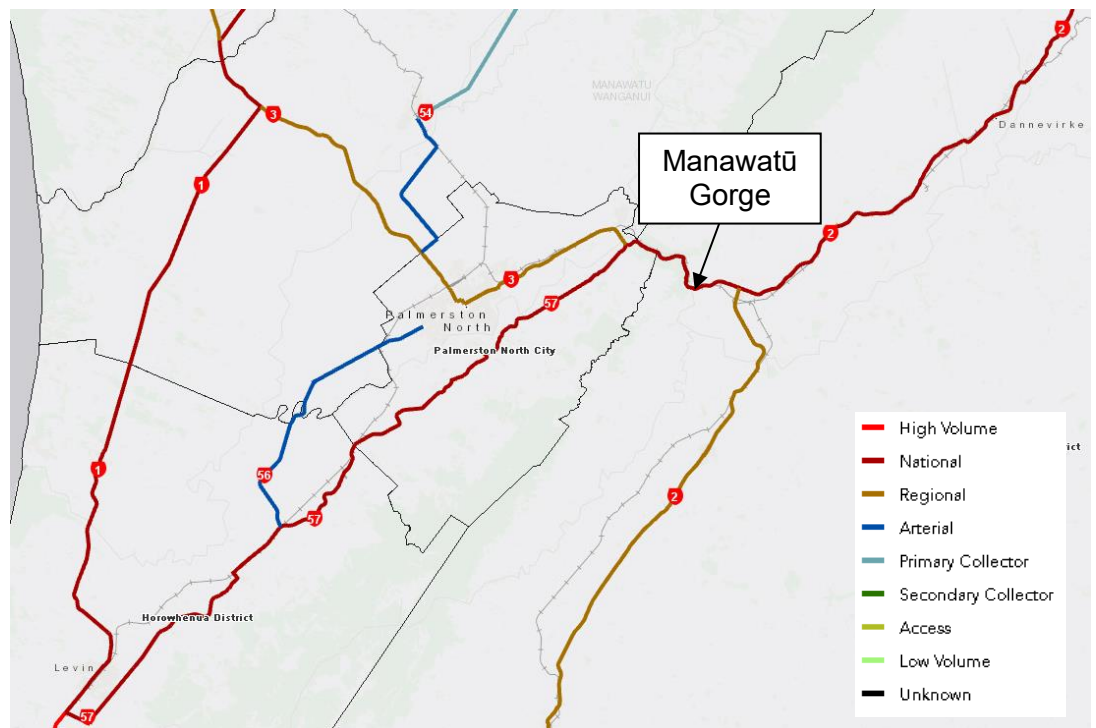 2
MANAWATU
WANGANUI
54
3
Dannevirke
Manawatū
Gorge
1
2
3
57
Palmerston
North
Palmerston North City
High Volume
National
rict
Regional
1
56
2
Arterial
57
Primary Collector
Secondary Collector
Horowhenua District
Access
Low Volume
Levin
Unknown
57